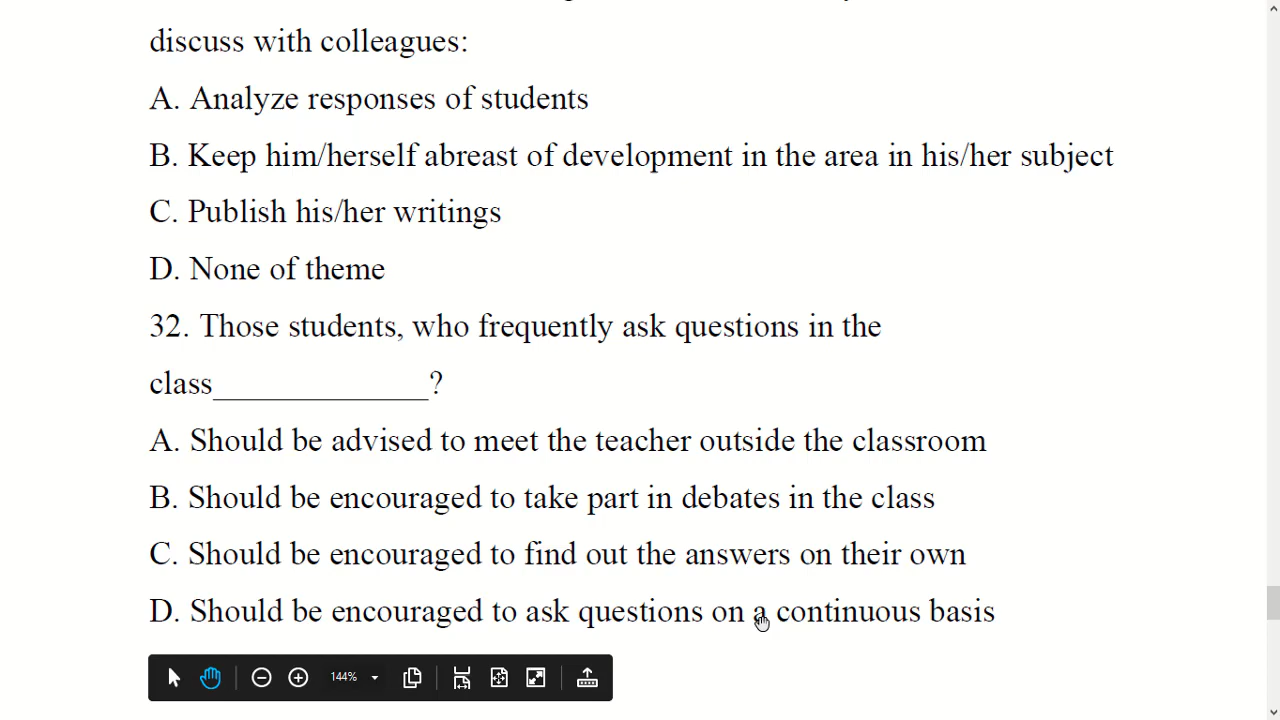 discuss with colleagues:
A. Analyze responses of students
B. Keep him/herself abreast of development in the area in his/her subject
C. Publish his/her writings
D. None of theme
32. Those students, who frequently ask questions in the
class_____________?
A. Should be advised to meet the teacher outside the classroom
B. Should be encouraged to take part in debates in the class
C. Should be encouraged to find out the answers on their own
D. Should be encouraged to ask questions on a continuous basis
144%